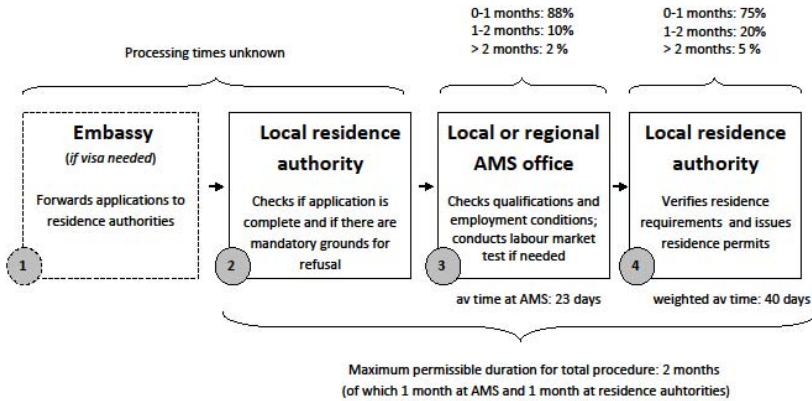 0-1 months: 88%
1-2 months: 10%
> 2 months: 2 %
0-1 months: 75%
1-2 months: 20%
> 2 months: 5 %
Processing times unknown
Embassy
(if visa needed)
Forwards applications to
residence authorities
1
Local residence
authority
Checks if application is
complete and if there are
mandatory grounds for
refusal
2
Local or regional
AMS office
Checks qualifications and
employment conditions;
conducts labour market
test if needed
3
Local residence
authority
Verifies residence
requirements and issues
residence permits
4
av time at AMS: 23 days
weighted av time: 40 days
Maximum permissible duration for total procedure: 2 months
(of which 1 month at AMS and 1 month at residence auhtorities)